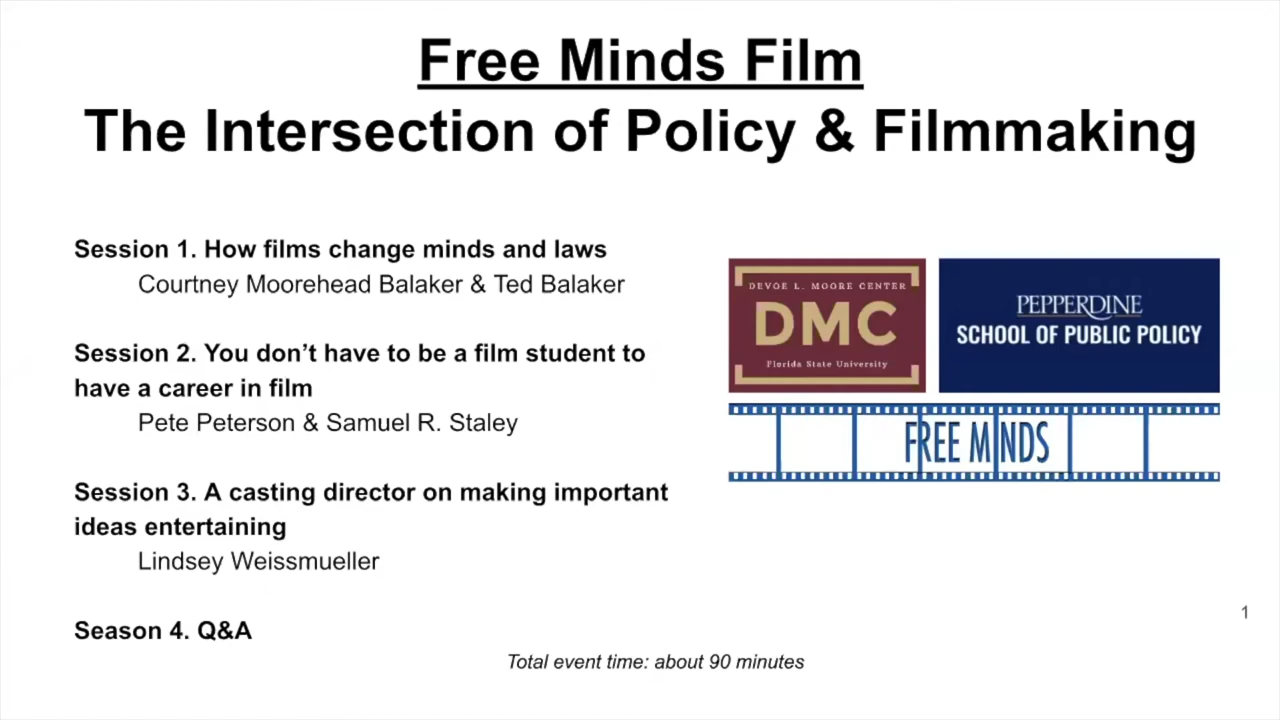 Free Minds Film
The Intersection of Policy & Filmmaking
Session 1. How films change minds and laws
Courtney Moorehead Balaker & Ted Balaker
Session 2. You don’t have to be a film student to
have a career in film
Pete Peterson & Samuel R. Staley
Session 3. A casting director on making important
ideas entertaining
Lindsey Weissmueller
Season 4. Q&A
Total event time: about 90 minutes
DEVOE L. MOORE CENTER
DMC
Florida State University
PEPPERDINE
SCHOOL OF PUBLIC POLICY
FREE MINDS
1